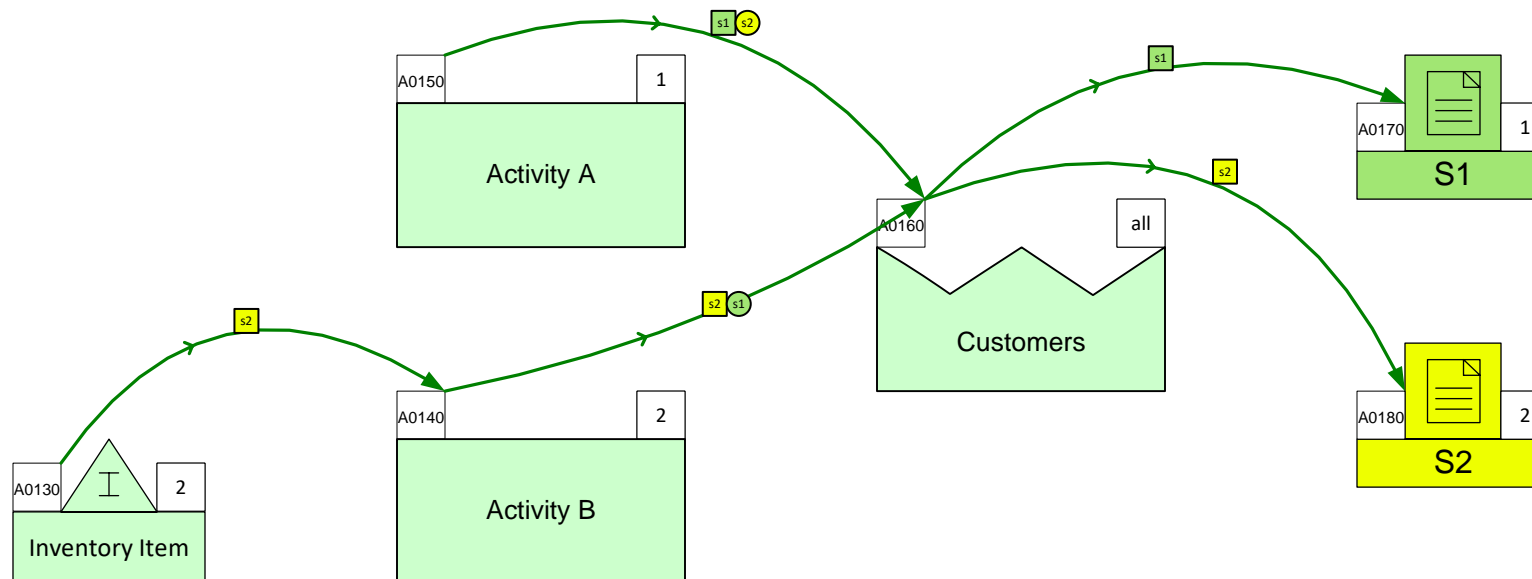 s1 s2
s1
A0150 1
Activity A
A0170 1
S1
s2
A0160 all
Customers
s2 s1
s2
A0140 2
Activity B
A0180 2
S2
A0130 2
Inventory Item